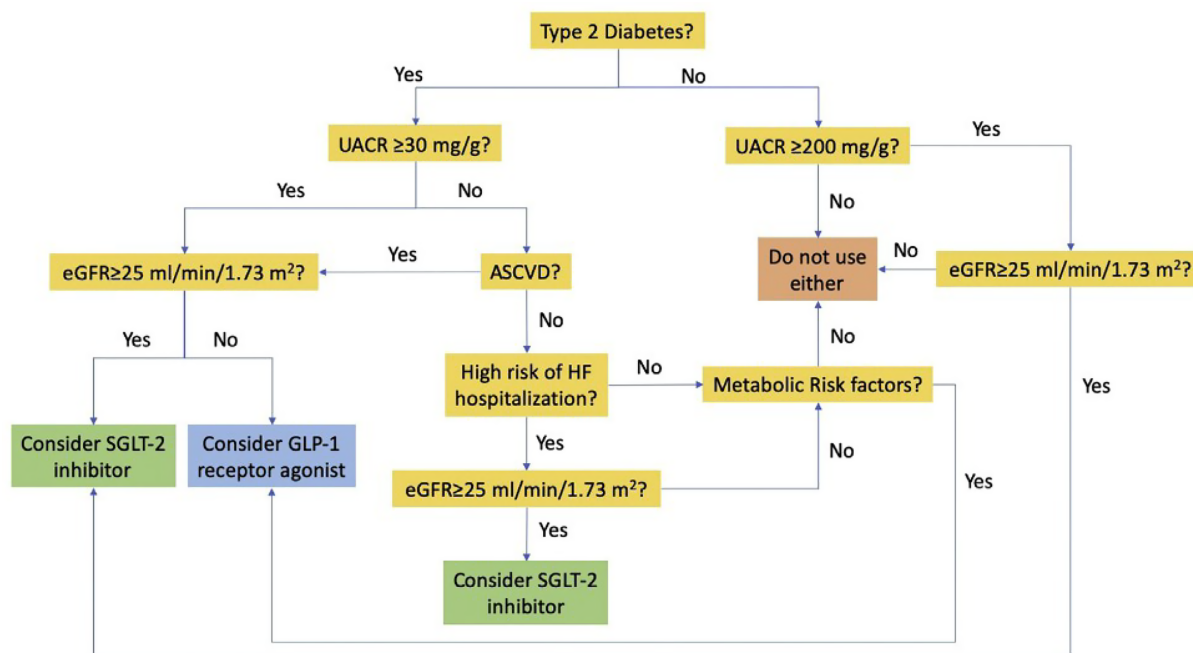 Type 2 Diabetes?
Yes
No
UACR ≥30 mg/g?
UACR ≥200 mg/g?
Yes
Yes
No
No
eGFR≥25 ml/min/1.73 m²?
Yes
ASCVD?
Do not use
either
No
eGFR≥25 ml/min/1.73 m²?
Yes
No
No
No
High risk of HF
hospitalization?
No
Metabolic Risk factors?
Yes
Consider SGLT-2
inhibitor
Consider GLP-1
receptor agonist
Yes
No
eGFR≥25 ml/min/1.73 m²?
Yes
Yes
Consider SGLT-2
inhibitor